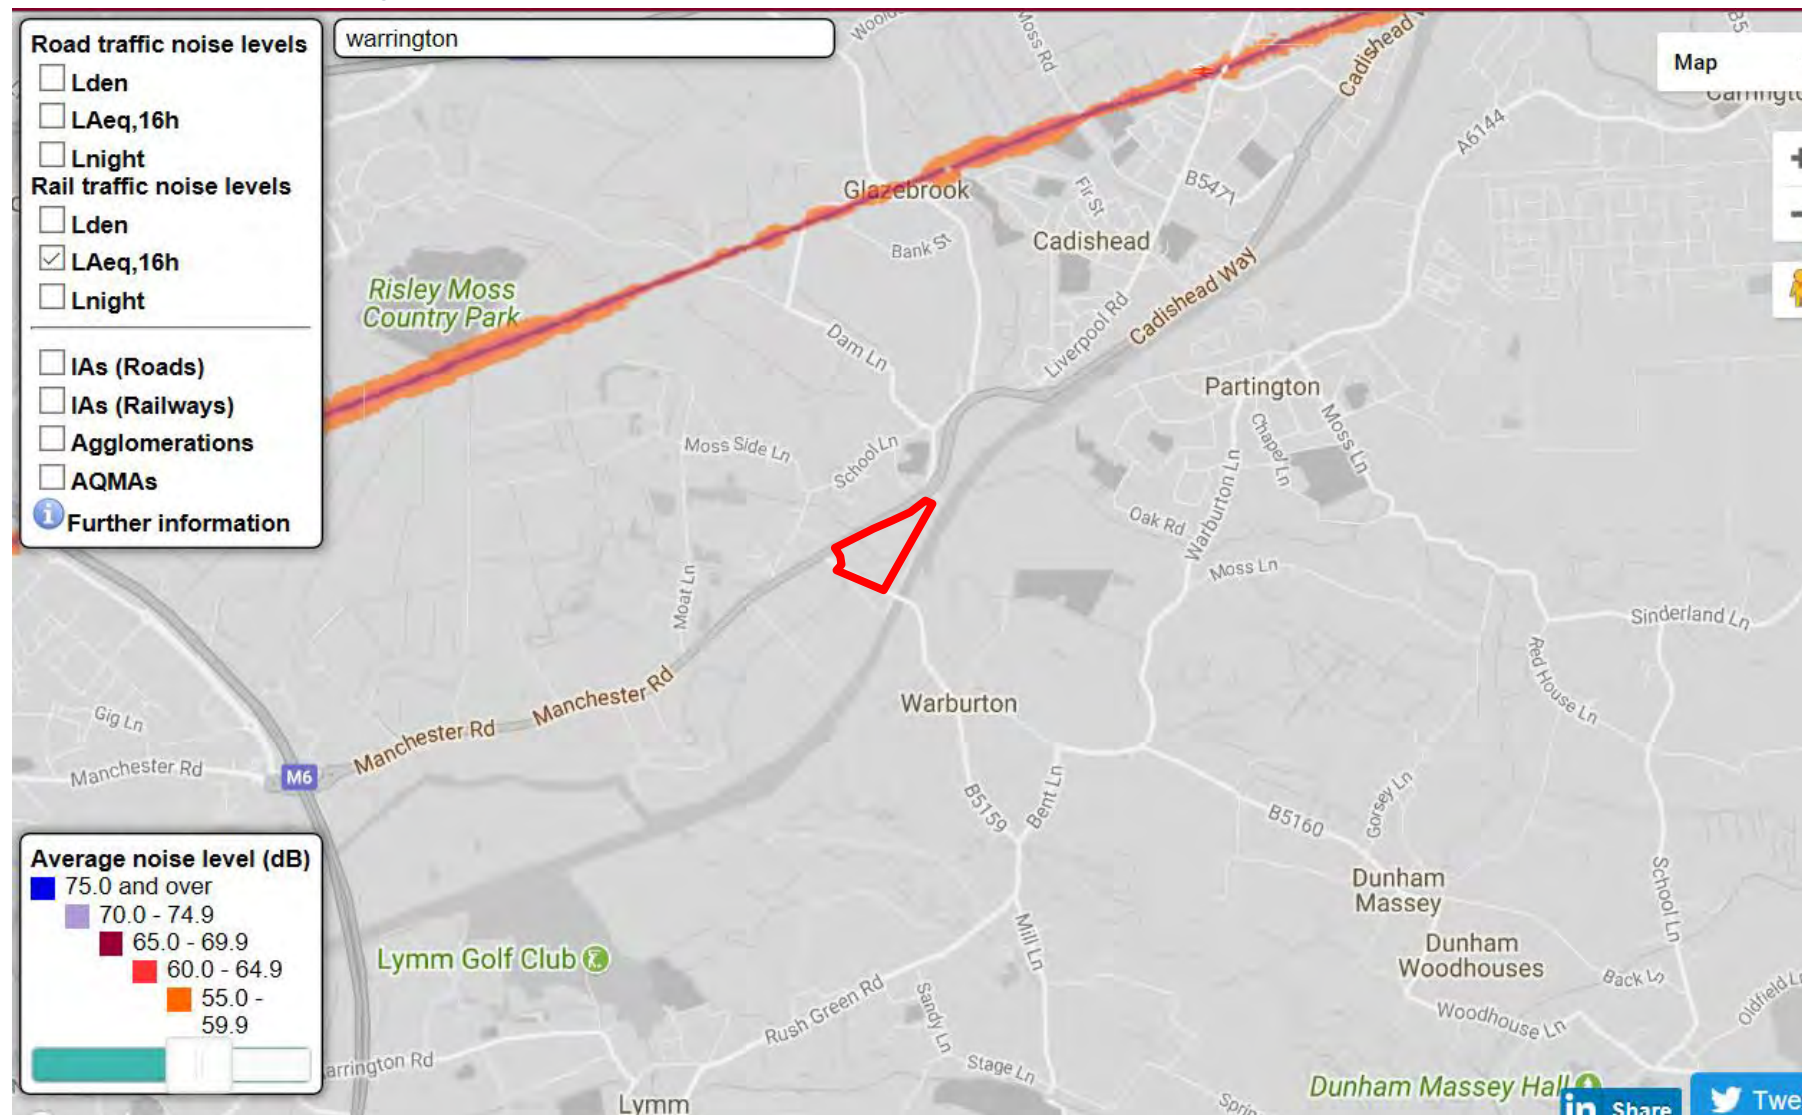 Road traffic noise levels
Lden
LAeq,16h
Lnight
Rail traffic noise levels
Lden
LAeq,16h
Lnight
IAs (Roads)
IAs (Railways)
Agglomerations
AQMAs
Further information
warrington
Map
Moss Rd
Cadishead
A6144
Glazebrook
Fir St
B5471
Bank St
Cadishead
Cadishead Way
Risley Moss
Country Park
Dam Ln
Liverpool Rd
Partington
Moss Side Ln
School Ln
Chapel Ln
Moss Ln
Oak Rd
Warburton Ln
Moss Ln
Moat Ln
Sinderland Ln
Red House Ln
Warburton
Gig Ln
Manchester Rd
Manchester Rd
Manchester Rd
M6
B5159
Bent Ln
Gorsey Ln
B5160
Average noise level (dB)
75.0 and over
70.0 - 74.9
65.0 - 69.9
60.0 - 64.9
55.0 -
59.9
Dunham
Massey
School Ln
Mill Ln
Lymm Golf Club
Dunham
Woodhouses
Back Ln
Rush Green Rd
Sandy Ln
Woodhouse Ln
Oldfield L
arrington Rd
Stage Ln
Dunham Massey Hall
Lymm
in Share
Twe